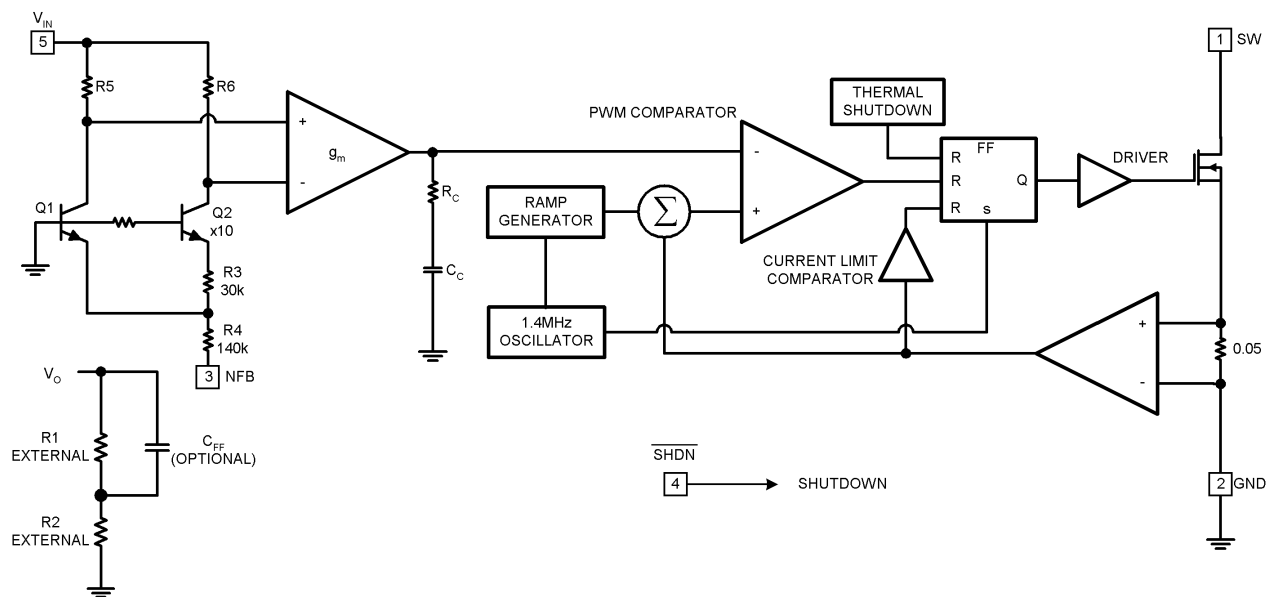 V_IN
5
R5
R6
+
-
g_m
Q1
Q2
x10
R3
30k
R4
140k
3
NFB
V_O
R1
EXTERNAL
C_FF
(OPTIONAL)
R2
EXTERNAL
R_C
C_C
RAMP
GENERATOR
1.4MHz
OSCILLATOR
Σ
PWM COMPARATOR
-
+
THERMAL
SHUTDOWN
FF
R
R
R
Q
s
CURRENT LIMIT
COMPARATOR
DRIVER
1
SW
+
-
0.05
SHDN
4
SHUTDOWN
2
GND